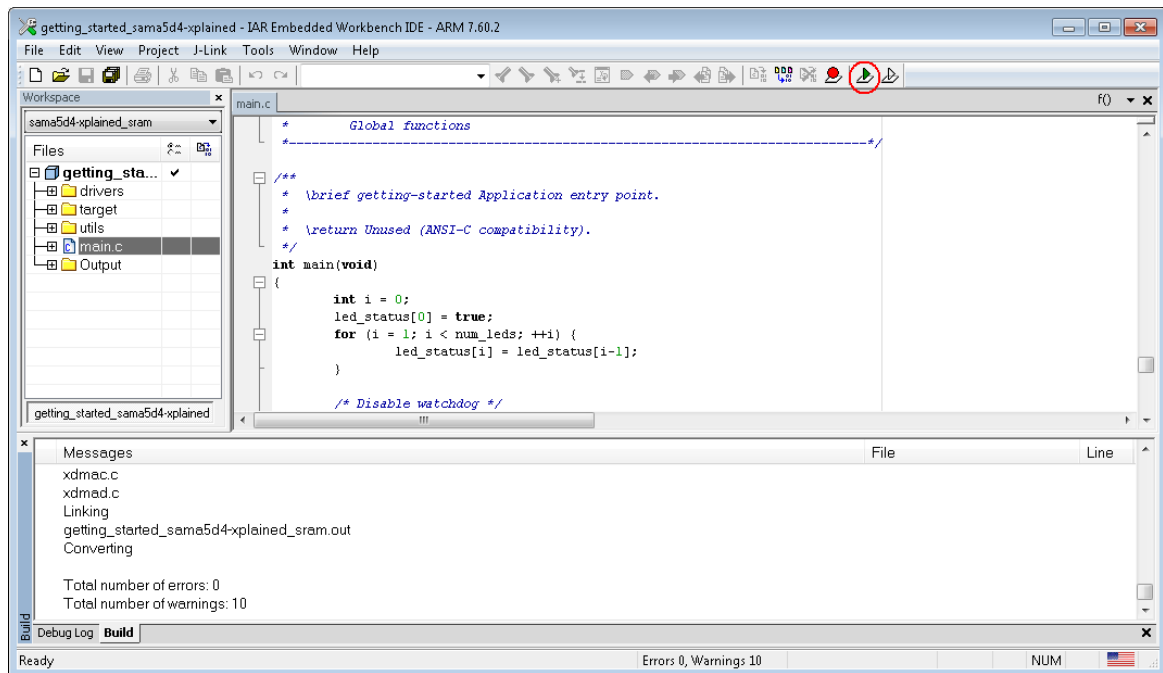 getting_started_sama5d4-xplained - IAR Embedded Workbench IDE - ARM 7.60.2
File Edit View Project J-Link Tools Window Help
Workspace
sama5d4-xplained_sram
Files
getting_sta...
drivers
target
utils
main.c
Output
getting_started_sama5d4-xplained
main.c
f()
* Global functions
*----------------------------------------------------------------------------*/
/**
* \brief getting-started Application entry point.
*
* \return Unused (ANSI-C compatibility).
*/
int main(void)
{
int i = 0;
led_status[0] = true;
for (i = 1; i < num_leds; ++i) {
led_status[i] = led_status[i-1];
}
/* Disable watchdog */
Messages File Line
xdmac.c
xdmad.c
Linking
getting_started_sama5d4-xplained_sram.out
Converting
Total number of errors: 0
Total number of warnings: 10
Build
Debug Log Build
Ready Errors 0, Warnings 10 NUM